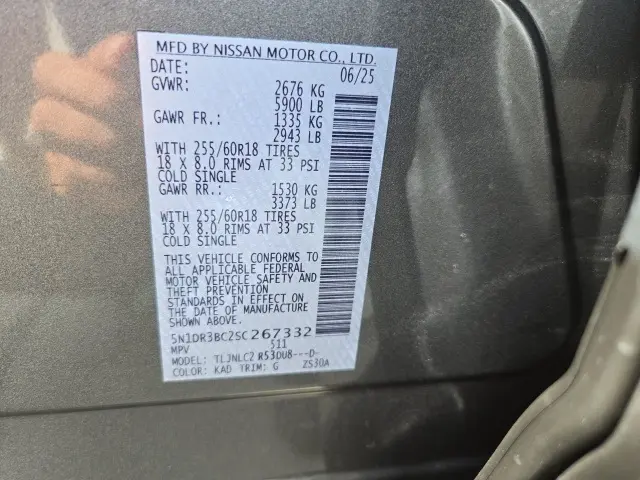 MFD BY NISSAN MOTOR CO., LTD.
DATE: 06/25
GVWR: 2676 KG
5900 LB
GAWR FR.: 1335 KG
2943 LB
WITH 255/60R18 TIRES
18 X 8.0 RIMS AT 33 PSI
COLD SINGLE
GAWR RR.: 1530 KG
3373 LB
WITH 255/60R18 TIRES
18 X 8.0 RIMS AT 33 PSI
COLD SINGLE
THIS VEHICLE CONFORMS TO
ALL APPLICABLE FEDERAL
MOTOR VEHICLE SAFETY AND
THEFT PREVENTION
STANDARDS IN EFFECT ON
THE DATE OF MANUFACTURE
SHOWN ABOVE.
5N1DR3BC2SC267332
MPV 511
MODEL: TLJNLC2 R53DU8---D-
COLOR: KAD TRIM: G ZS30A